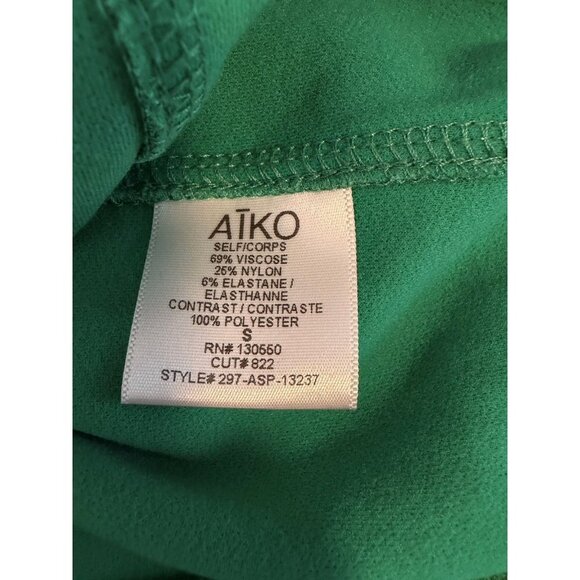 AĪKO
SELF/CORPS
69% VISCOSE
25% NYLON
6% ELASTANE /
ELASTHANNE
CONTRAST / CONTRASTE
100% POLYESTER
S
RN# 130550
CUT# 822
STYLE# 297-ASP-13237